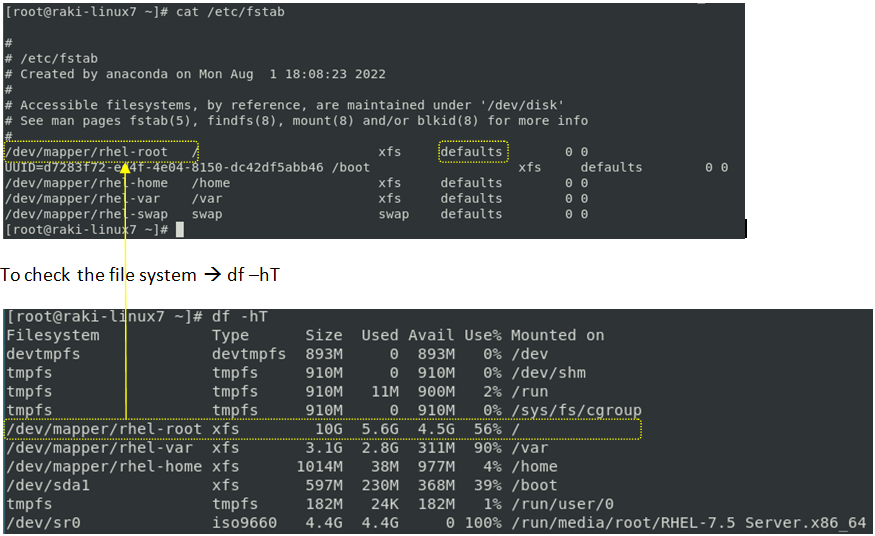 [root@raki-linux7 ~]# cat /etc/fstab
#
# /etc/fstab
# Created by anaconda on Mon Aug  1 18:08:23 2022
#
# Accessible filesystems, by reference, are maintained under '/dev/disk'
# See man pages fstab(5), findfs(8), mount(8) and/or blkid(8) for more info
#
/dev/mapper/rhel-root   /                       xfs     defaults        0 0
/boot                   xfs     defaults        0 0
/dev/mapper/rhel-home   /home                   xfs     defaults        0 0
/dev/mapper/rhel-var    /var                    xfs     defaults        0 0
/dev/mapper/rhel-swap   swap                    swap    defaults        0 0
[root@raki-linux7 ~]#
To check the file system → df –hT
[root@raki-linux7 ~]# df -hT
Filesystem            Type      Size  Used Avail Use% Mounted on
devtmpfs              devtmpfs  893M     0  893M   0% /dev
tmpfs                 tmpfs     910M     0  910M   0% /dev/shm
tmpfs                 tmpfs     910M   11M  900M   2% /run
tmpfs                 tmpfs     910M     0  910M   0% /sys/fs/cgroup
/dev/mapper/rhel-root xfs        10G  5.6G  4.5G  56% /
/dev/mapper/rhel-var  xfs       3.1G  2.8G  311M  90% /var
/dev/mapper/rhel-home xfs      1014M   38M  977M   4% /home
/dev/sda1             xfs       597M  230M  368M  39% /boot
tmpfs                 tmpfs     182M   24K  182M   1% /run/user/0
/dev/sr0              iso9660   4.4G  4.4G     0 100% /run/media/root/RHEL-7.5 Server.x86_64